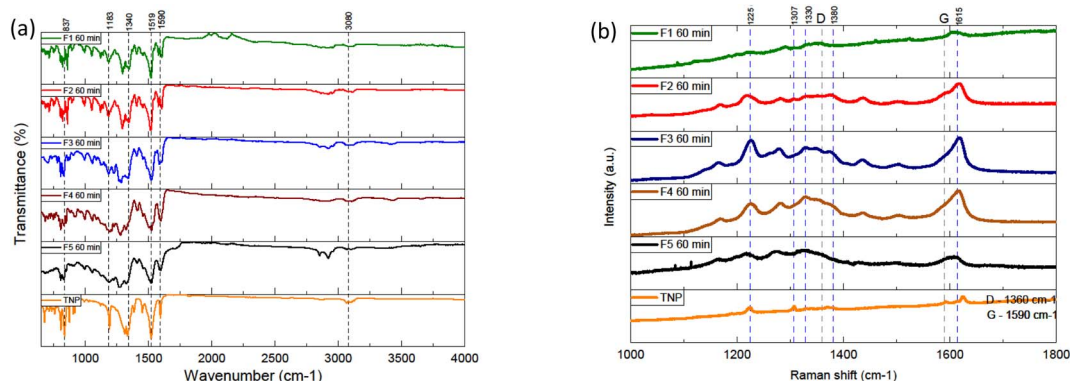 (a)
837
1183
1340
1519
1590
3080
F1 60 min
F2 60 min
F3 60 min
F4 60 min
F5 60 min
TNP
Transmittance (%)
1000
1500
2000
2500
3000
3500
4000
Wavenumber (cm-1)
(b)
1225
1307
1330
D
1380
G
1615
F1 60 min
F2 60 min
F3 60 min
F4 60 min
F5 60 min
TNP
D - 1360 cm-1
G - 1590 cm-1
Intensity (a.u.)
1000
1200
1400
1600
1800
Raman shift (cm-1)